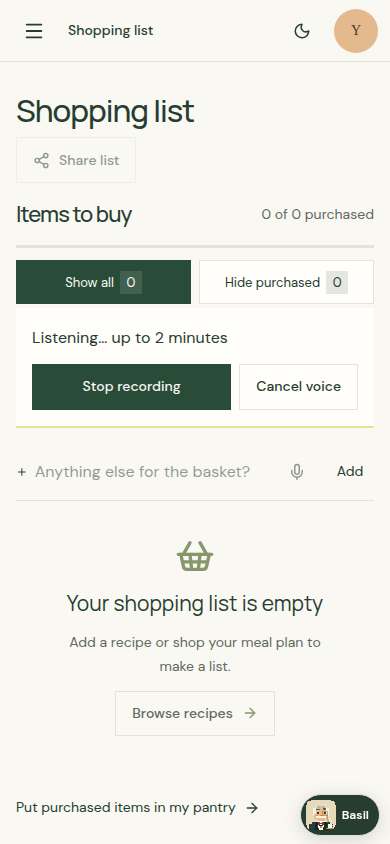 Shopping list
Y
Shopping list
Share list
Items to buy
0 of 0 purchased
Show all 0
Hide purchased 0
Listening... up to 2 minutes
Stop recording
Cancel voice
+ Anything else for the basket?
Add
Your shopping list is empty
Add a recipe or shop your meal plan to
make a list.
Browse recipes
Put purchased items in my pantry
Basil